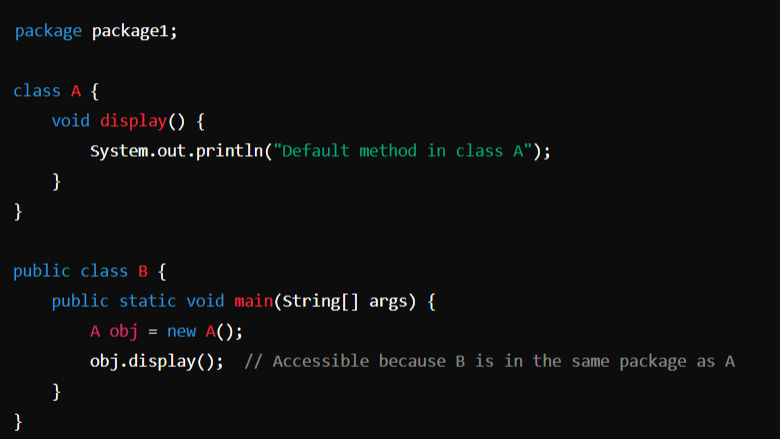 package package1;
class A {
    void display() {
        System.out.println("Default method in class A");
    }
}
public class B {
    public static void main(String[] args) {
        A obj = new A();
        obj.display();  // Accessible because B is in the same package as A
    }
}